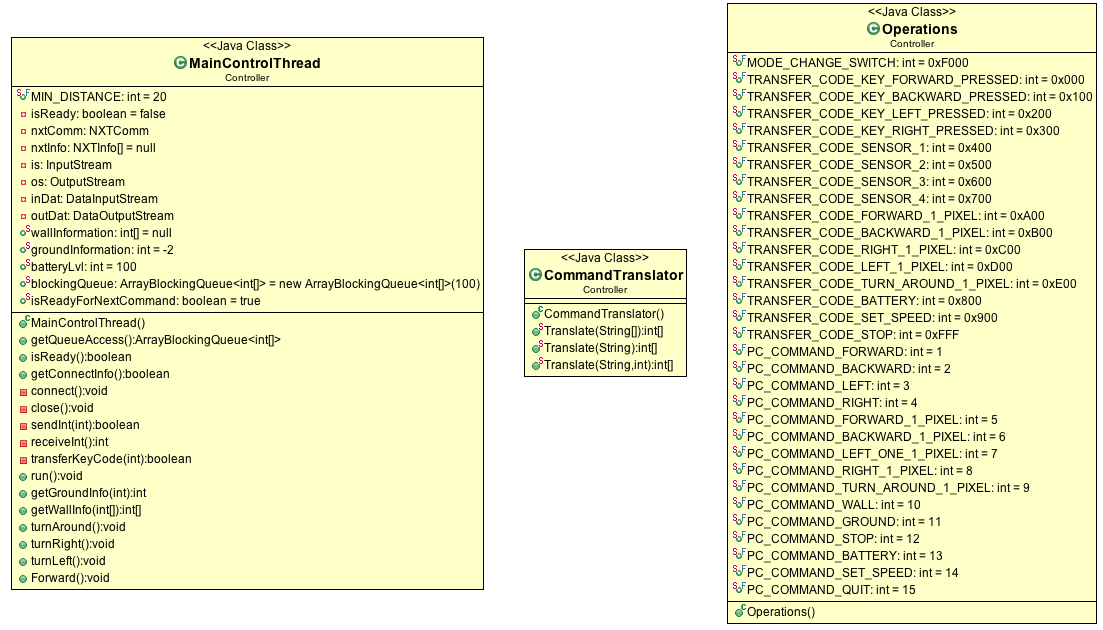 <<Java Class>>
MainControlThread
Controller
MIN_DISTANCE: int = 20
isReady: boolean = false
nxtComm: NXTComm
nxtInfo: NXTInfo[] = null
is: InputStream
os: OutputStream
inDat: DataInputStream
outDat: DataOutputStream
wallInformation: int[] = null
groundInformation: int = -2
batteryLvl: int = 100
blockingQueue: ArrayBlockingQueue<int[]> = new ArrayBlockingQueue<int[]>(100)
isReadyForNextCommand: boolean = true
MainControlThread()
getQueueAccess():ArrayBlockingQueue<int[]>
isReady():boolean
getConnectInfo():boolean
connect():void
close():void
sendInt(int):boolean
receiveInt():int
transferKeyCode(int):boolean
run():void
getGroundInfo(int):int
getWallInfo(int[]):int[]
turnAround():void
turnRight():void
turnLeft():void
Forward():void
<<Java Class>>
CommandTranslator
Controller
CommandTranslator()
Translate(String[]):int[]
Translate(String):int[]
Translate(String,int):int[]
<<Java Class>>
Operations
Controller
MODE_CHANGE_SWITCH: int = 0xF000
TRANSFER_CODE_KEY_FORWARD_PRESSED: int = 0x000
TRANSFER_CODE_KEY_BACKWARD_PRESSED: int = 0x100
TRANSFER_CODE_KEY_LEFT_PRESSED: int = 0x200
TRANSFER_CODE_KEY_RIGHT_PRESSED: int = 0x300
TRANSFER_CODE_SENSOR_1: int = 0x400
TRANSFER_CODE_SENSOR_2: int = 0x500
TRANSFER_CODE_SENSOR_3: int = 0x600
TRANSFER_CODE_SENSOR_4: int = 0x700
TRANSFER_CODE_FORWARD_1_PIXEL: int = 0xA00
TRANSFER_CODE_BACKWARD_1_PIXEL: int = 0xB00
TRANSFER_CODE_RIGHT_1_PIXEL: int = 0xC00
TRANSFER_CODE_LEFT_1_PIXEL: int = 0xD00
TRANSFER_CODE_TURN_AROUND_1_PIXEL: int = 0xE00
TRANSFER_CODE_BATTERY: int = 0x800
TRANSFER_CODE_SET_SPEED: int = 0x900
TRANSFER_CODE_STOP: int = 0xFFF
PC_COMMAND_FORWARD: int = 1
PC_COMMAND_BACKWARD: int = 2
PC_COMMAND_LEFT: int = 3
PC_COMMAND_RIGHT: int = 4
PC_COMMAND_FORWARD_1_PIXEL: int = 5
PC_COMMAND_BACKWARD_1_PIXEL: int = 6
PC_COMMAND_LEFT_ONE_1_PIXEL: int = 7
PC_COMMAND_RIGHT_1_PIXEL: int = 8
PC_COMMAND_TURN_AROUND_1_PIXEL: int = 9
PC_COMMAND_WALL: int = 10
PC_COMMAND_GROUND: int = 11
PC_COMMAND_STOP: int = 12
PC_COMMAND_BATTERY: int = 13
PC_COMMAND_SET_SPEED: int = 14
PC_COMMAND_QUIT: int = 15
Operations()